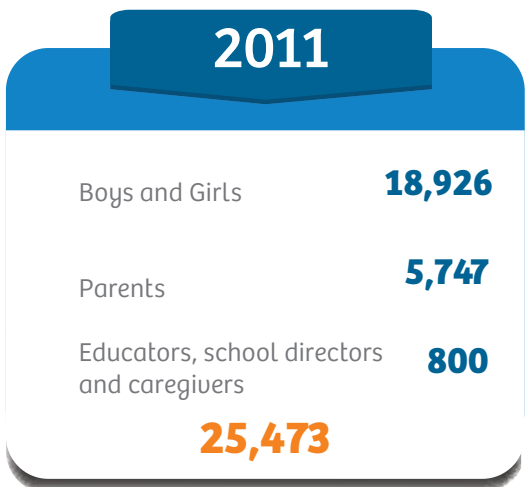 2011
Boys and Girls 18,926
Parents 5,747
Educators, school directors 800
and caregivers
25,473